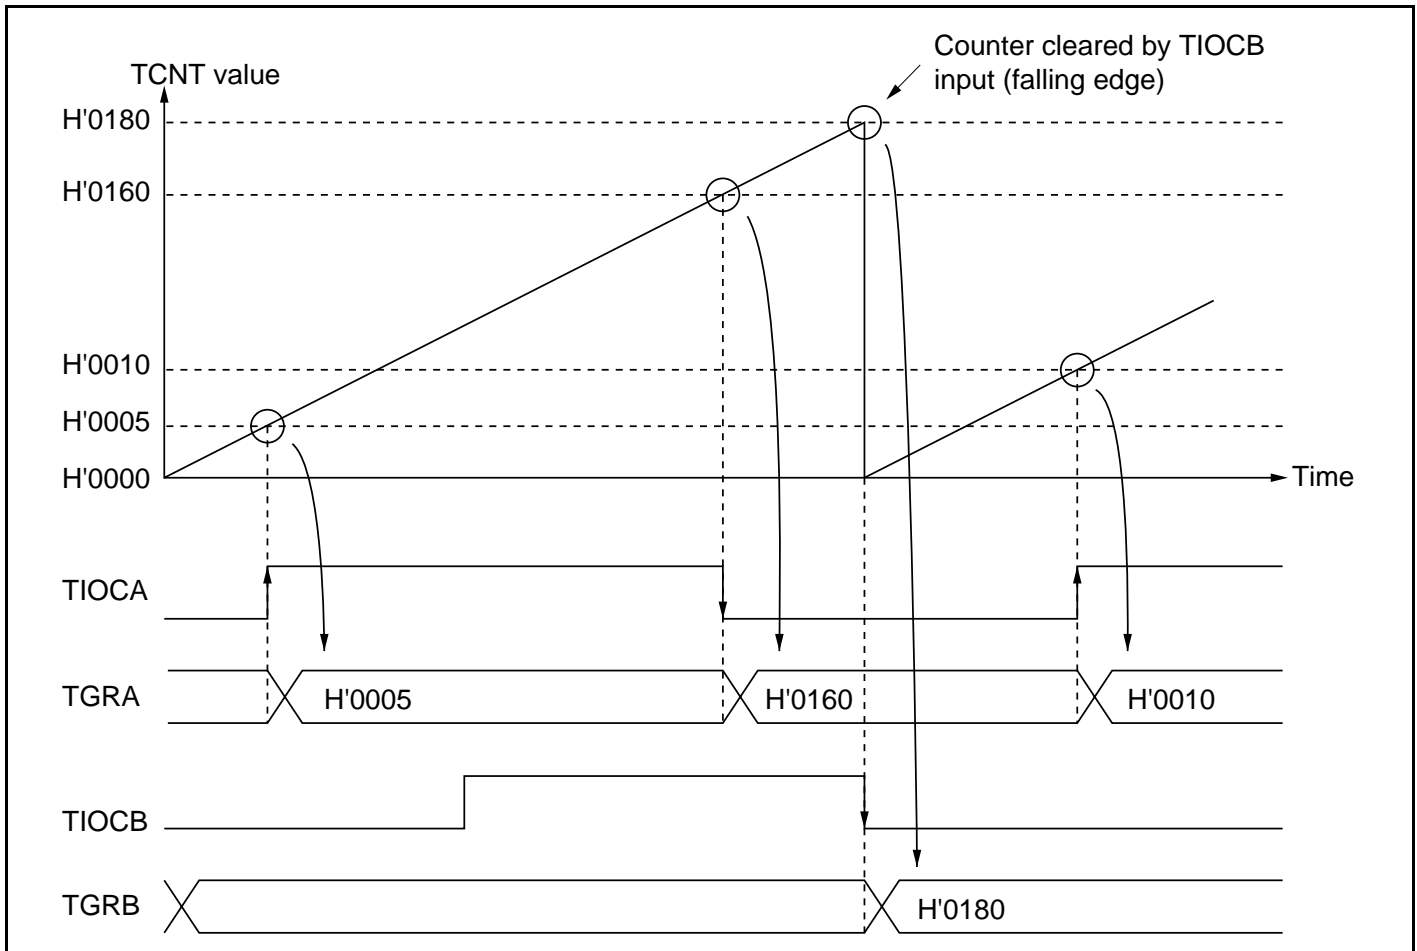 Counter cleared by TIOCB
input (falling edge)
TCNT value
H'0180
H'0160
H'0010
H'0005
H'0000
Time
TIOCA
TGRA
H'0005
H'0160
H'0010
TIOCB
TGRB
H'0180